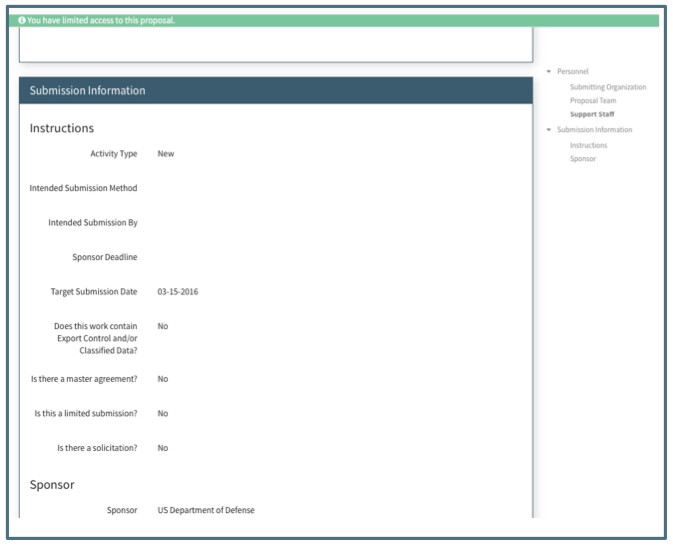 You have limited access to this proposal.
Submission Information
Instructions
Activity Type New
Intended Submission Method
Intended Submission By
Sponsor Deadline
Target Submission Date 03-15-2016
Does this work contain No
Export Control and/or
Classified Data?
Is there a master agreement? No
Is this a limited submission? No
Is there a solicitation? No
Sponsor
Sponsor US Department of Defense
Personnel
Submitting Organization
Proposal Team
Support Staff
Submission Information
Instructions
Sponsor